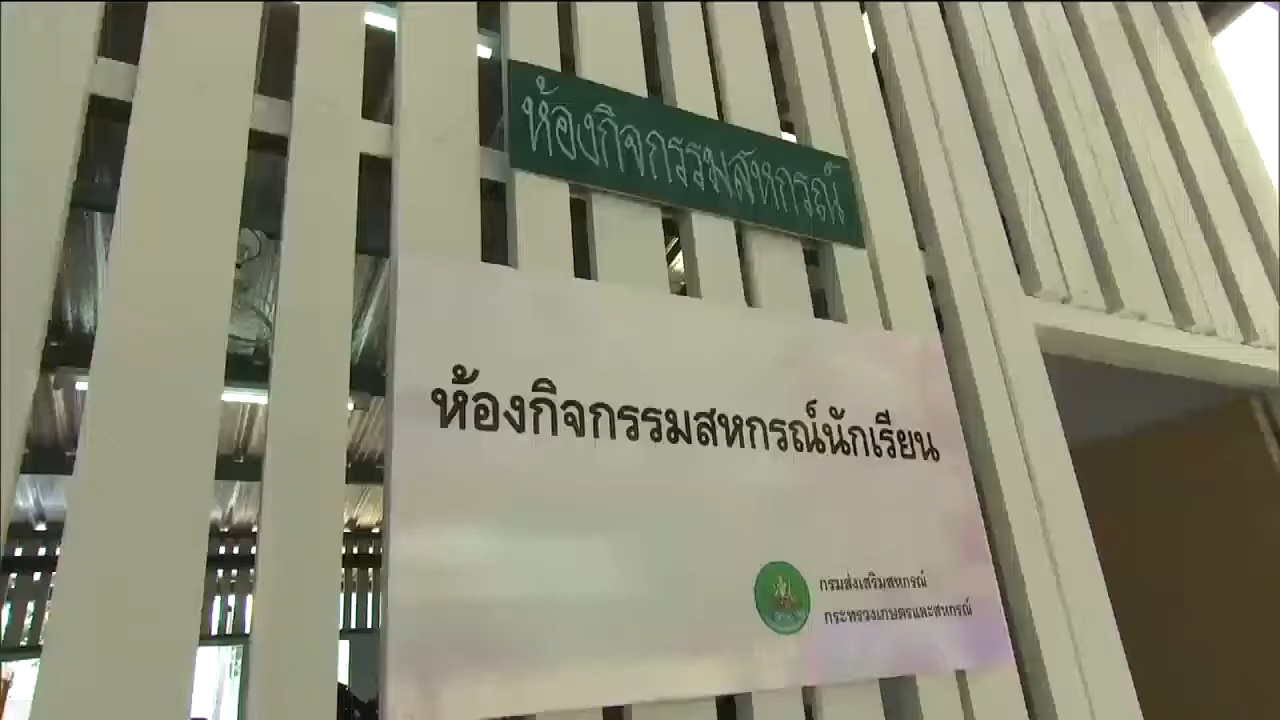 ห้องกิจกรรมสหกรณ์
ห้องกิจกรรมสหกรณ์นักเรียน
กรมส่งเสริมสหกรณ์
กระทรวงเกษตรและสหกรณ์